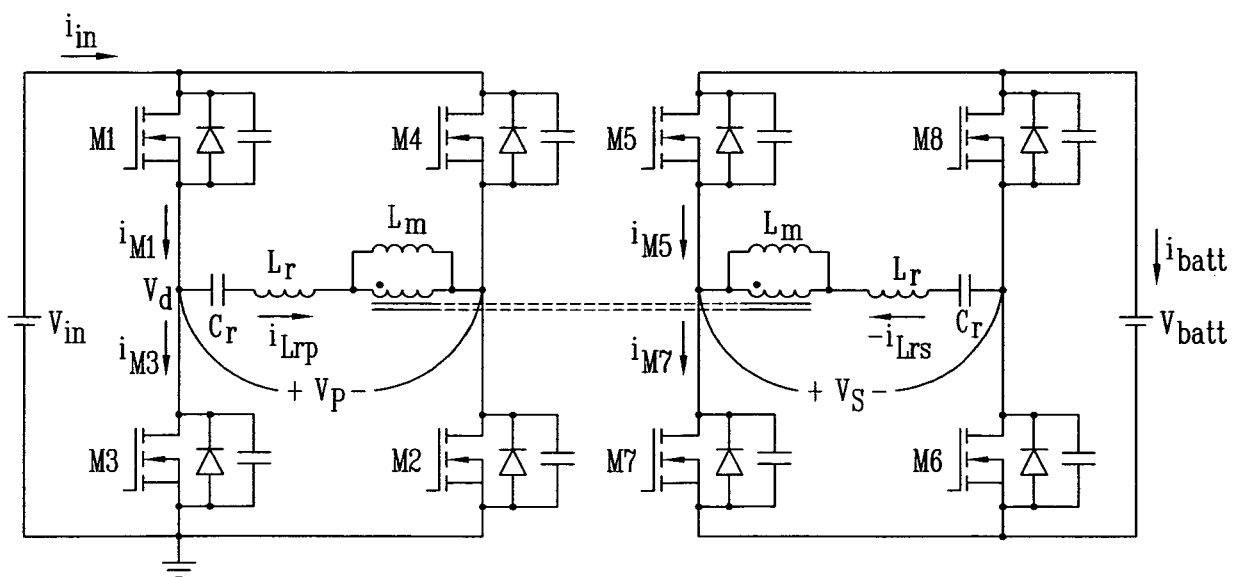 i_in
M1
M4
M5
M8
i_M1
L_m
i_M5
L_m
i_batt
V_d
L_r
L_r
V_in
C_r
i_Lrp
-i_Lrs
C_r
V_batt
i_M3
i_M7
+ V_P -
+ V_S -
M3
M2
M7
M6